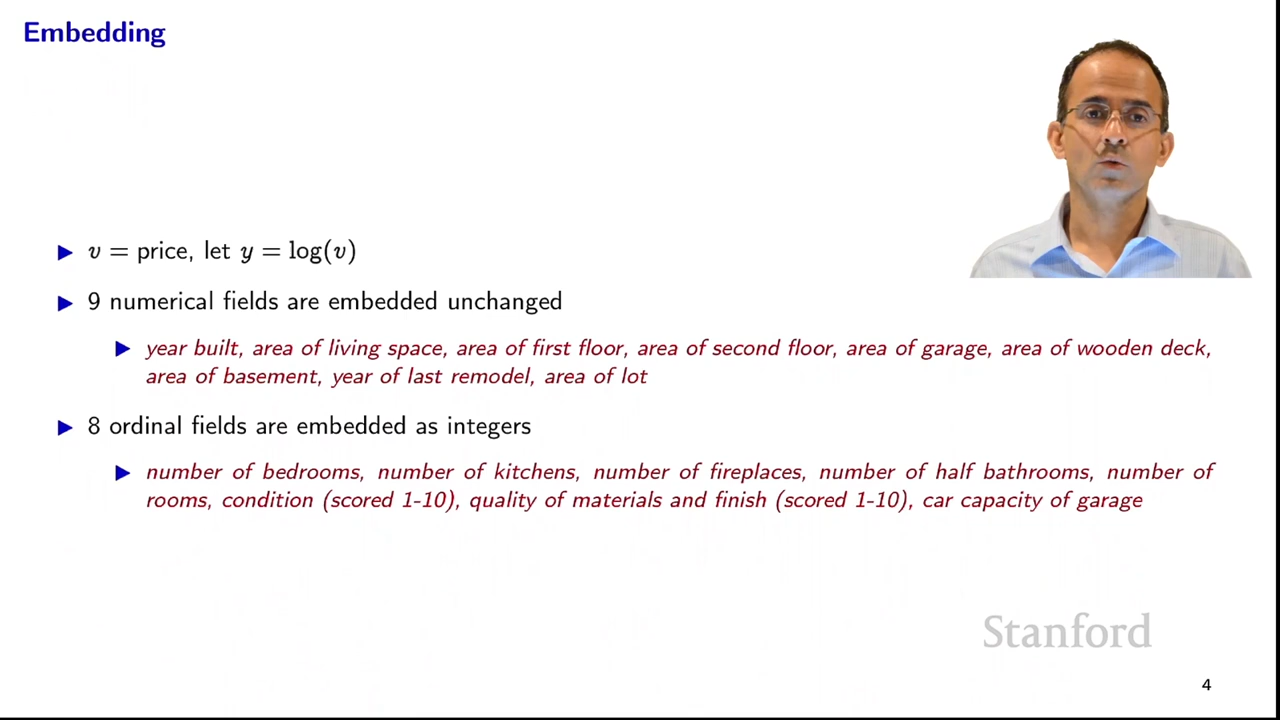 Embedding
▶ v = price, let y = log(v)
▶ 9 numerical fields are embedded unchanged
▶ year built, area of living space, area of first floor, area of second floor, area of garage, area of wooden deck,
area of basement, year of last remodel, area of lot
▶ 8 ordinal fields are embedded as integers
▶ number of bedrooms, number of kitchens, number of fireplaces, number of half bathrooms, number of
rooms, condition (scored 1-10), quality of materials and finish (scored 1-10), car capacity of garage
Stanford
4